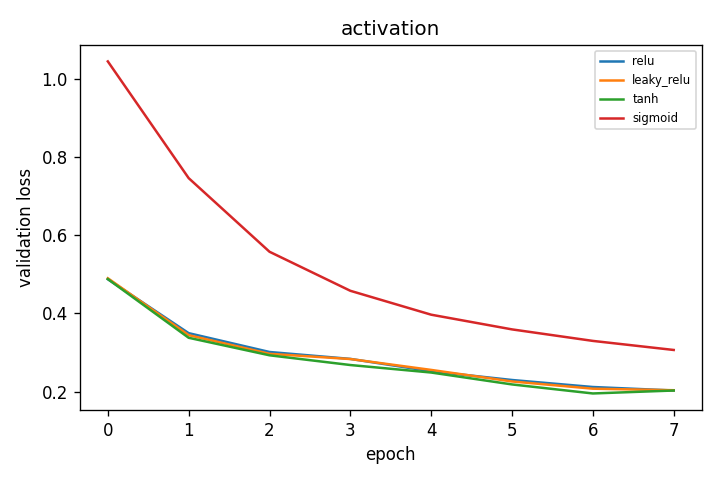 activation
relu
leaky_relu
tanh
sigmoid
validation loss
1.0
0.8
0.6
0.4
0.2
0 1 2 3 4 5 6 7
epoch